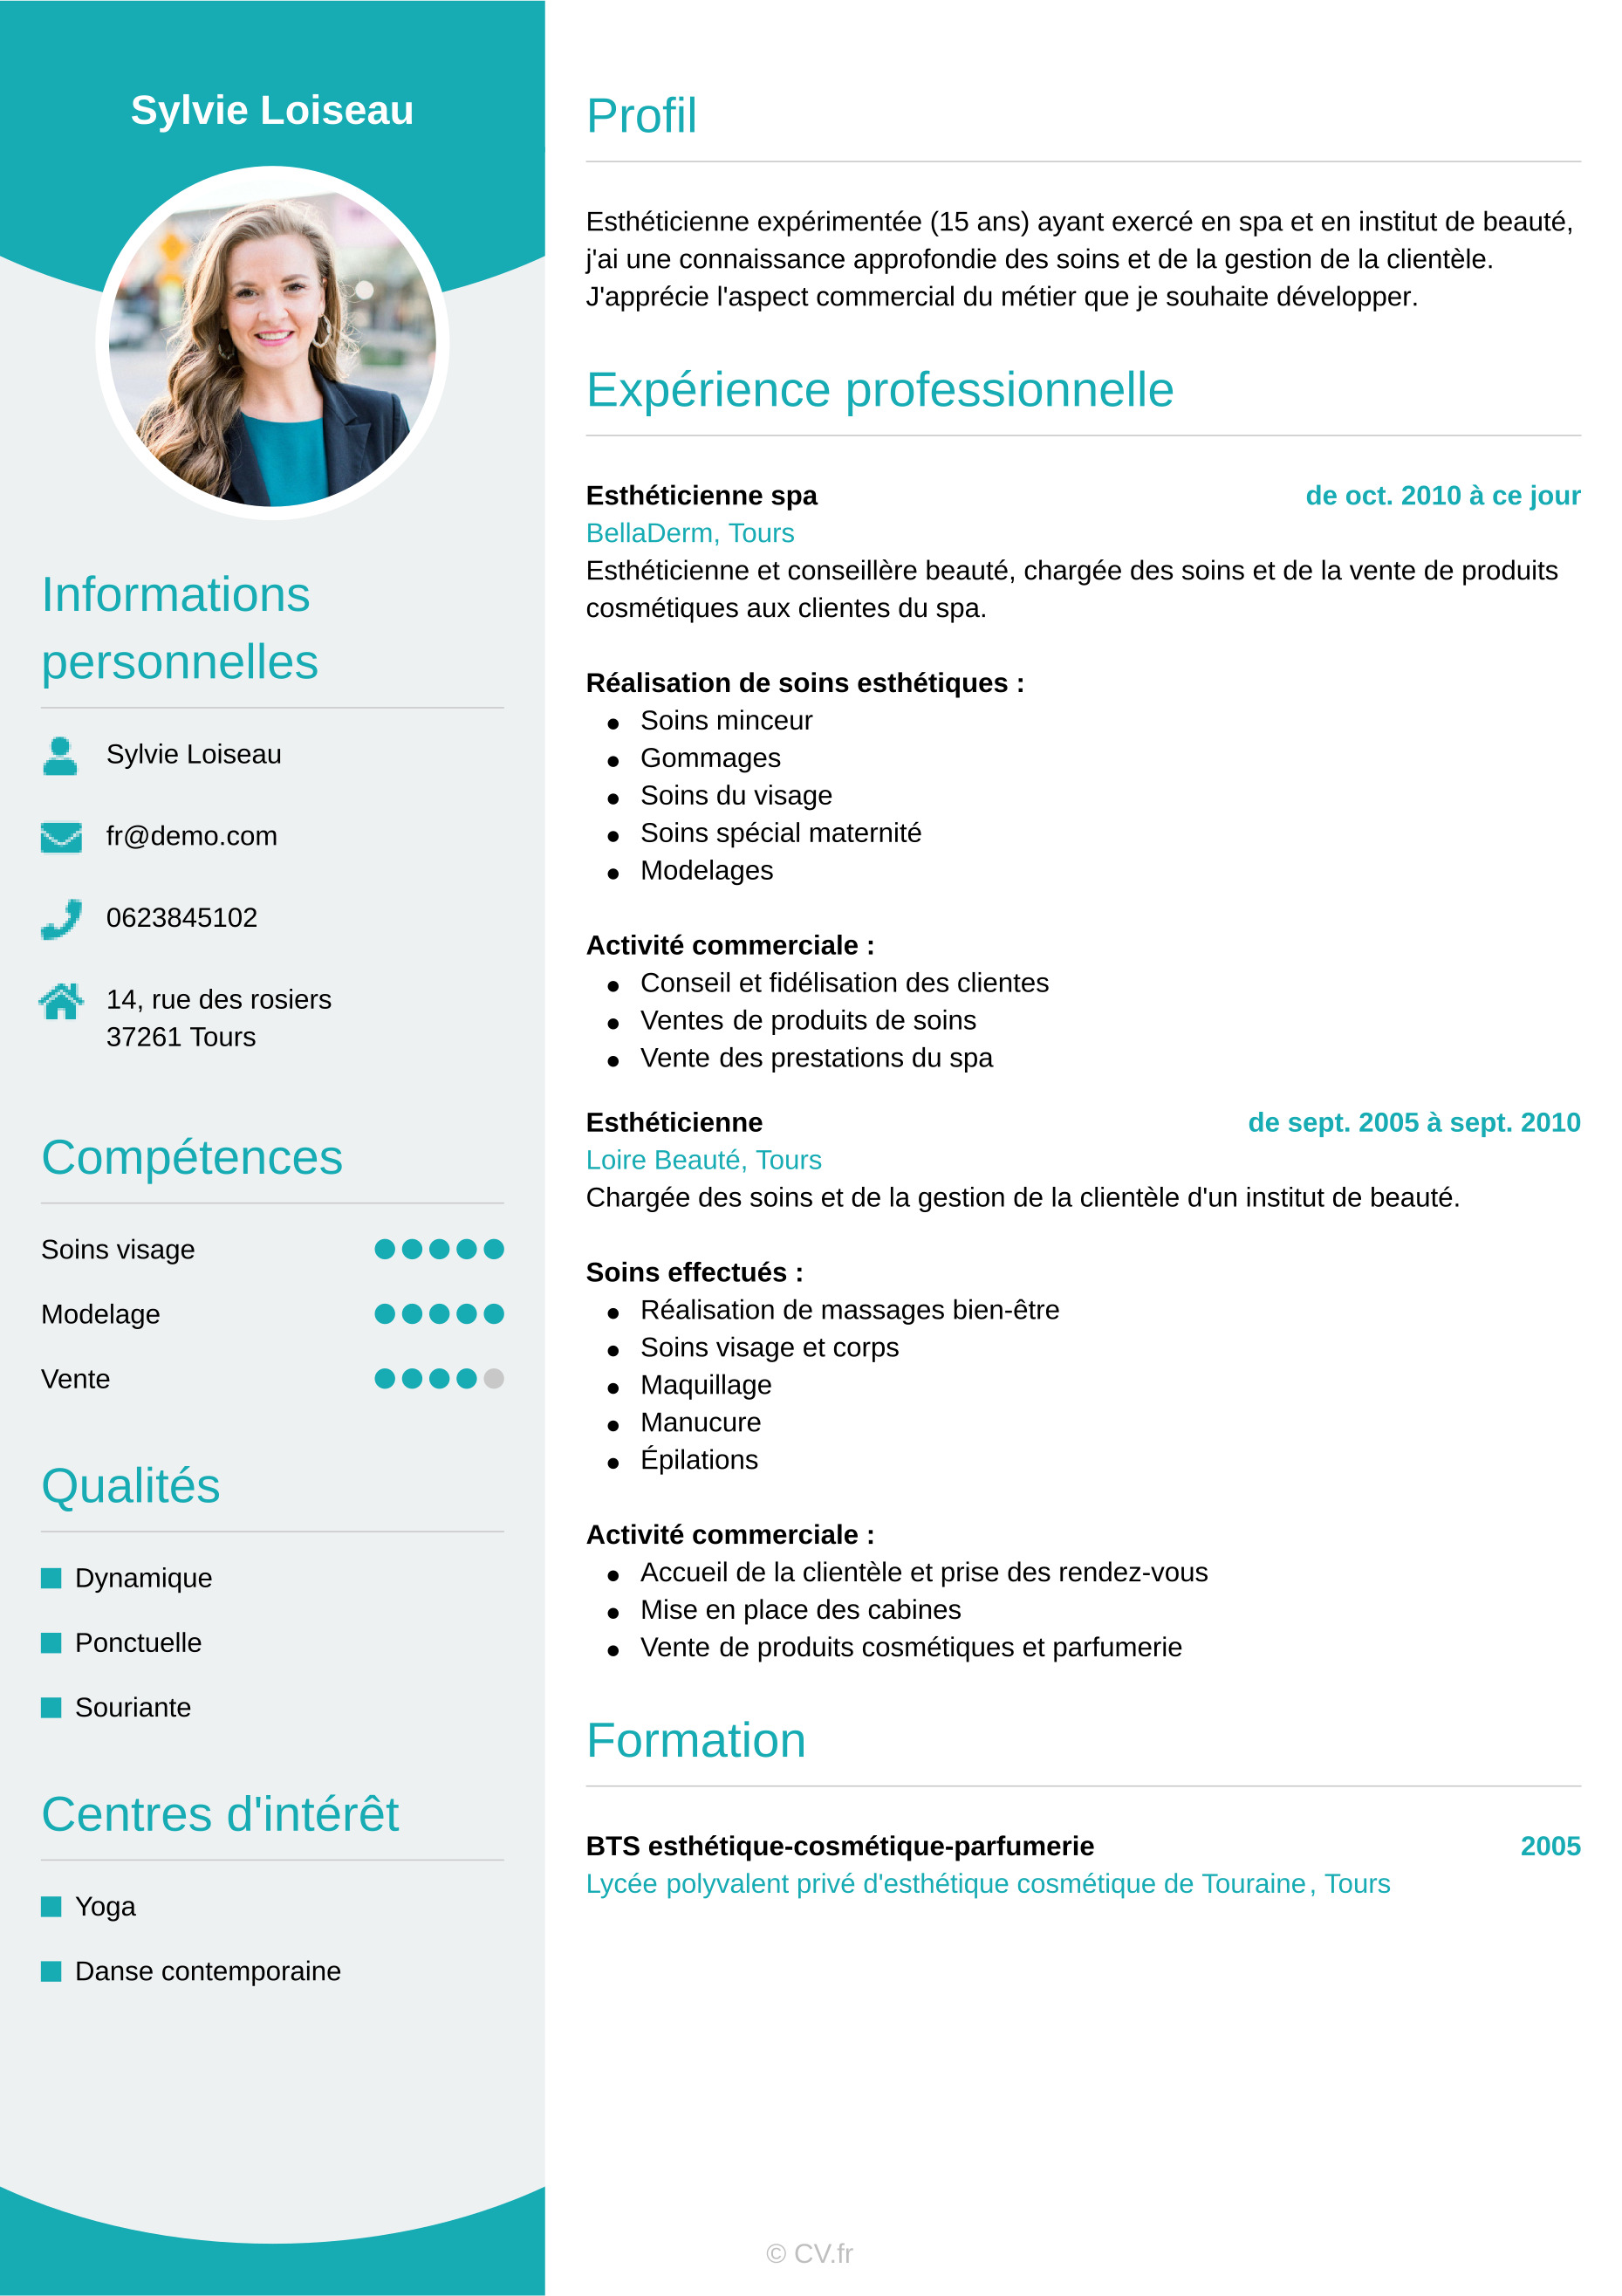 Sylvie Loiseau
Informations
personnelles
Sylvie Loiseau
fr@demo.com
0623845102
14, rue des rosiers
37261 Tours
Compétences
Soins visage
Modelage
Vente
Qualités
Dynamique
Ponctuelle
Souriante
Centres d'intérêt
Yoga
Danse contemporaine
Profil
Esthéticienne expérimentée (15 ans) ayant exercé en spa et en institut de beauté,
j'ai une connaissance approfondie des soins et de la gestion de la clientèle.
J'apprécie l'aspect commercial du métier que je souhaite développer.
Expérience professionnelle
Esthéticienne spa de oct. 2010 à ce jour
BellaDerm, Tours
Esthéticienne et conseillère beauté, chargée des soins et de la vente de produits
cosmétiques aux clientes du spa.
Réalisation de soins esthétiques :
● Soins minceur
● Gommages
● Soins du visage
● Soins spécial maternité
● Modelages
Activité commerciale :
● Conseil et fidélisation des clientes
● Ventes de produits de soins
● Vente des prestations du spa
Esthéticienne de sept. 2005 à sept. 2010
Loire Beauté, Tours
Chargée des soins et de la gestion de la clientèle d'un institut de beauté.
Soins effectués :
● Réalisation de massages bien-être
● Soins visage et corps
● Maquillage
● Manucure
● Épilations
Activité commerciale :
● Accueil de la clientèle et prise des rendez-vous
● Mise en place des cabines
● Vente de produits cosmétiques et parfumerie
Formation
BTS esthétique-cosmétique-parfumerie 2005
Lycée polyvalent privé d'esthétique cosmétique de Touraine, Tours
© CV.fr